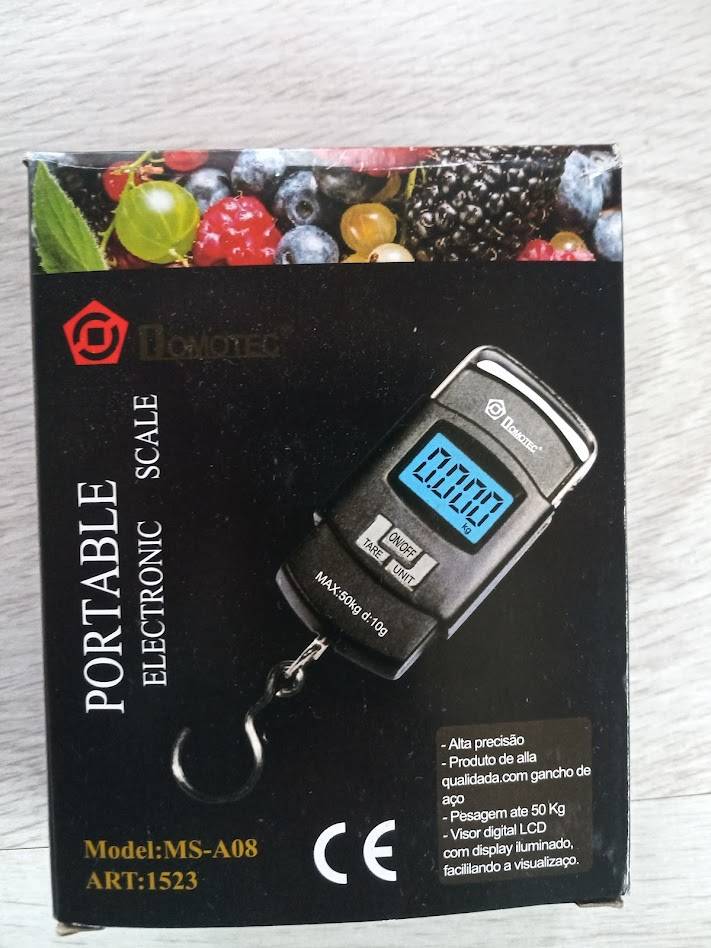 DOMOTEC®
PORTABLE
ELECTRONIC SCALE
DOMOTEC®
0.000
kg
ON/OFF
TARE
UNIT
MAX:50kg d:10g
- Alta precisão
- Produto de alla
qualidada.com gancho de
aço
- Pesagem ate 50 Kg
- Visor digital LCD
com display iluminado,
facililando a visualizaço.
Model:MS-A08
ART:1523
CE